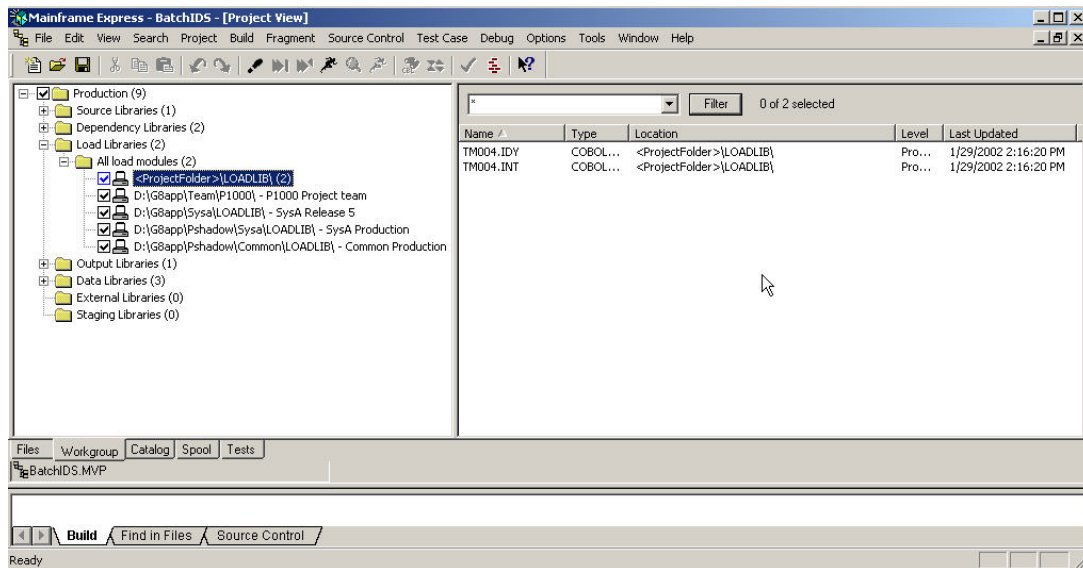 Mainframe Express - BatchIDS - [Project View]
File Edit View Search Project Build Fragment Source Control Test Case Debug Options Tools Window Help
Production (9)
Source Libraries (1)
Dependency Libraries (2)
Load Libraries (2)
All load modules (2)
<ProjectFolder>\LOADLIB\ (2)
D:\G8app\Team\P1000\ - P1000 Project team
D:\G8app\Sysa\LOADLIB\ - SysA Release 5
D:\G8app\Pshadow\Sysa\LOADLIB\ - SysA Production
D:\G8app\Pshadow\Common\LOADLIB\ - Common Production
Output Libraries (1)
Data Libraries (3)
External Libraries (0)
Staging Libraries (0)
* Filter 0 of 2 selected
Name Type Location Level Last Updated
TM004.IDY COBOL... <ProjectFolder>\LOADLIB\ Pro... 1/29/2002 2:16:20 PM
TM004.INT COBOL... <ProjectFolder>\LOADLIB\ Pro... 1/29/2002 2:16:20 PM
Files Workgroup Catalog Spool Tests
BatchIDS.MVP
Build Find in Files Source Control
Ready